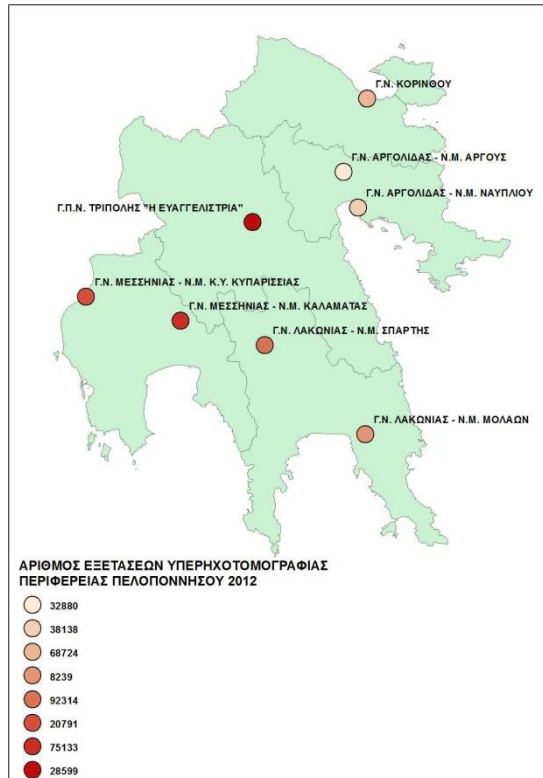 Γ.Ν. ΚΟΡΙΝΘΟΥ
Γ.Ν. ΑΡΓΟΛΙΔΑΣ - Ν.Μ. ΑΡΓΟΥΣ
Γ.Ν. ΑΡΓΟΛΙΔΑΣ - Ν.Μ. ΝΑΥΠΛΙΟΥ
Γ.Π.Ν. ΤΡΙΠΟΛΗΣ "Η ΕΥΑΓΓΕΛΙΣΤΡΙΑ"
Γ.Ν. ΜΕΣΣΗΝΙΑΣ - Ν.Μ. Κ.Υ. ΚΥΠΑΡΙΣΣΙΑΣ
Γ.Ν. ΜΕΣΣΗΝΙΑΣ - Ν.Μ. ΚΑΛΑΜΑΤΑΣ
Γ.Ν. ΛΑΚΩΝΙΑΣ - Ν.Μ. ΣΠΑΡΤΗΣ
Γ.Ν. ΛΑΚΩΝΙΑΣ - Ν.Μ. ΜΟΛΑΩΝ
ΑΡΙΘΜΟΣ ΕΞΕΤΑΣΕΩΝ ΥΠΕΡΗΧΟΤΟΜΟΓΡΑΦΙΑΣ
ΠΕΡΙΦΕΡΕΙΑΣ ΠΕΛΟΠΟΝΝΗΣΟΥ 2012
32880
38138
68724
8239
92314
20791
75133
28599